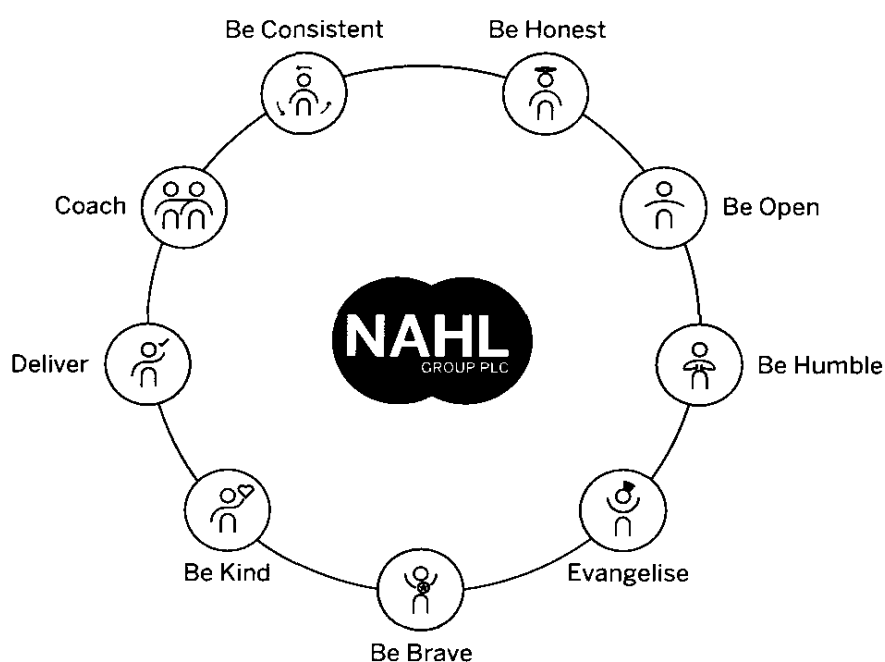 Be Consistent
Be Honest
Coach
Be Open
NAHL
GROUP PLC
Deliver
Be Humble
Be Kind
Evangelise
Be Brave